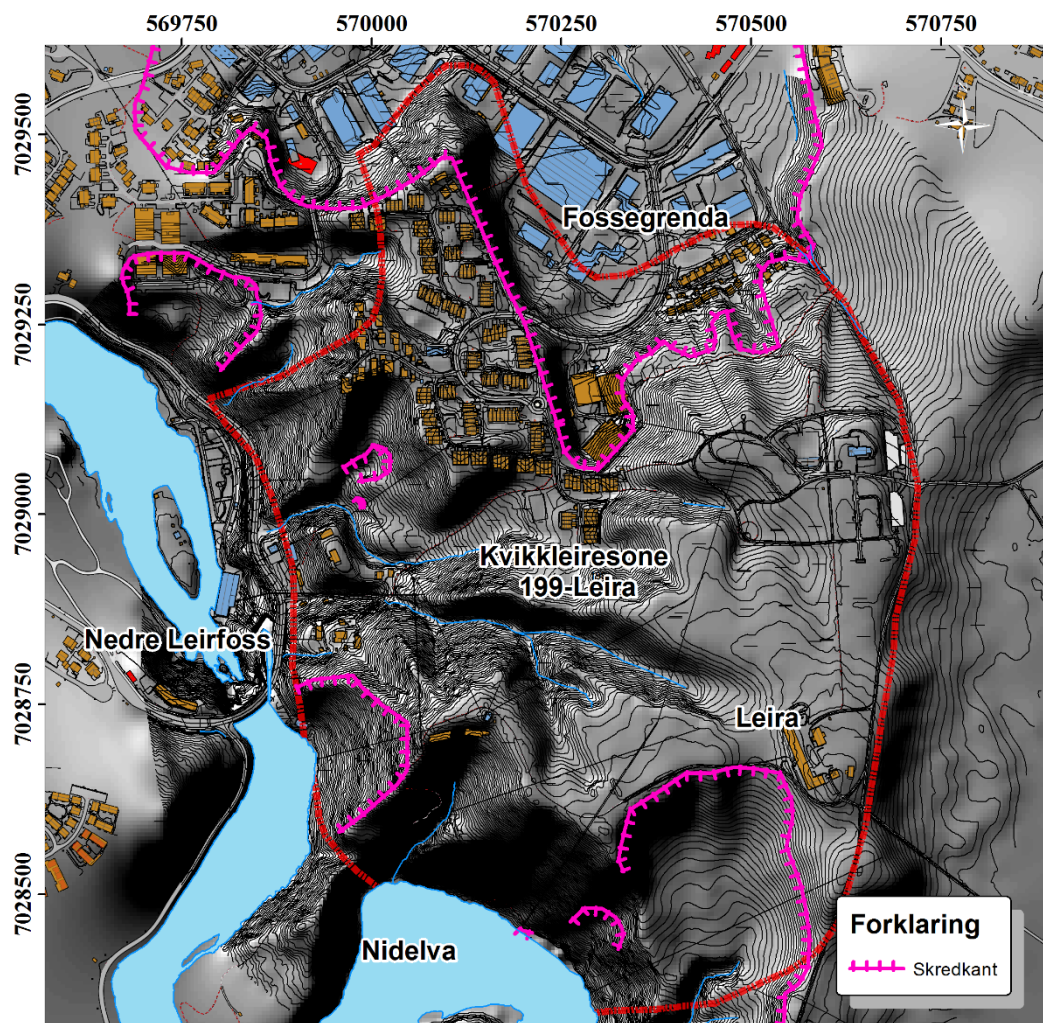 569750 570000 570250 570500 570750
7029500
Fossegrenda
7029250
7029000
Kvikkleiresone
199-Leira
Nedre Leirfoss
7028750
Leira
7028500
Forklaring
Skredkant
Nidelva